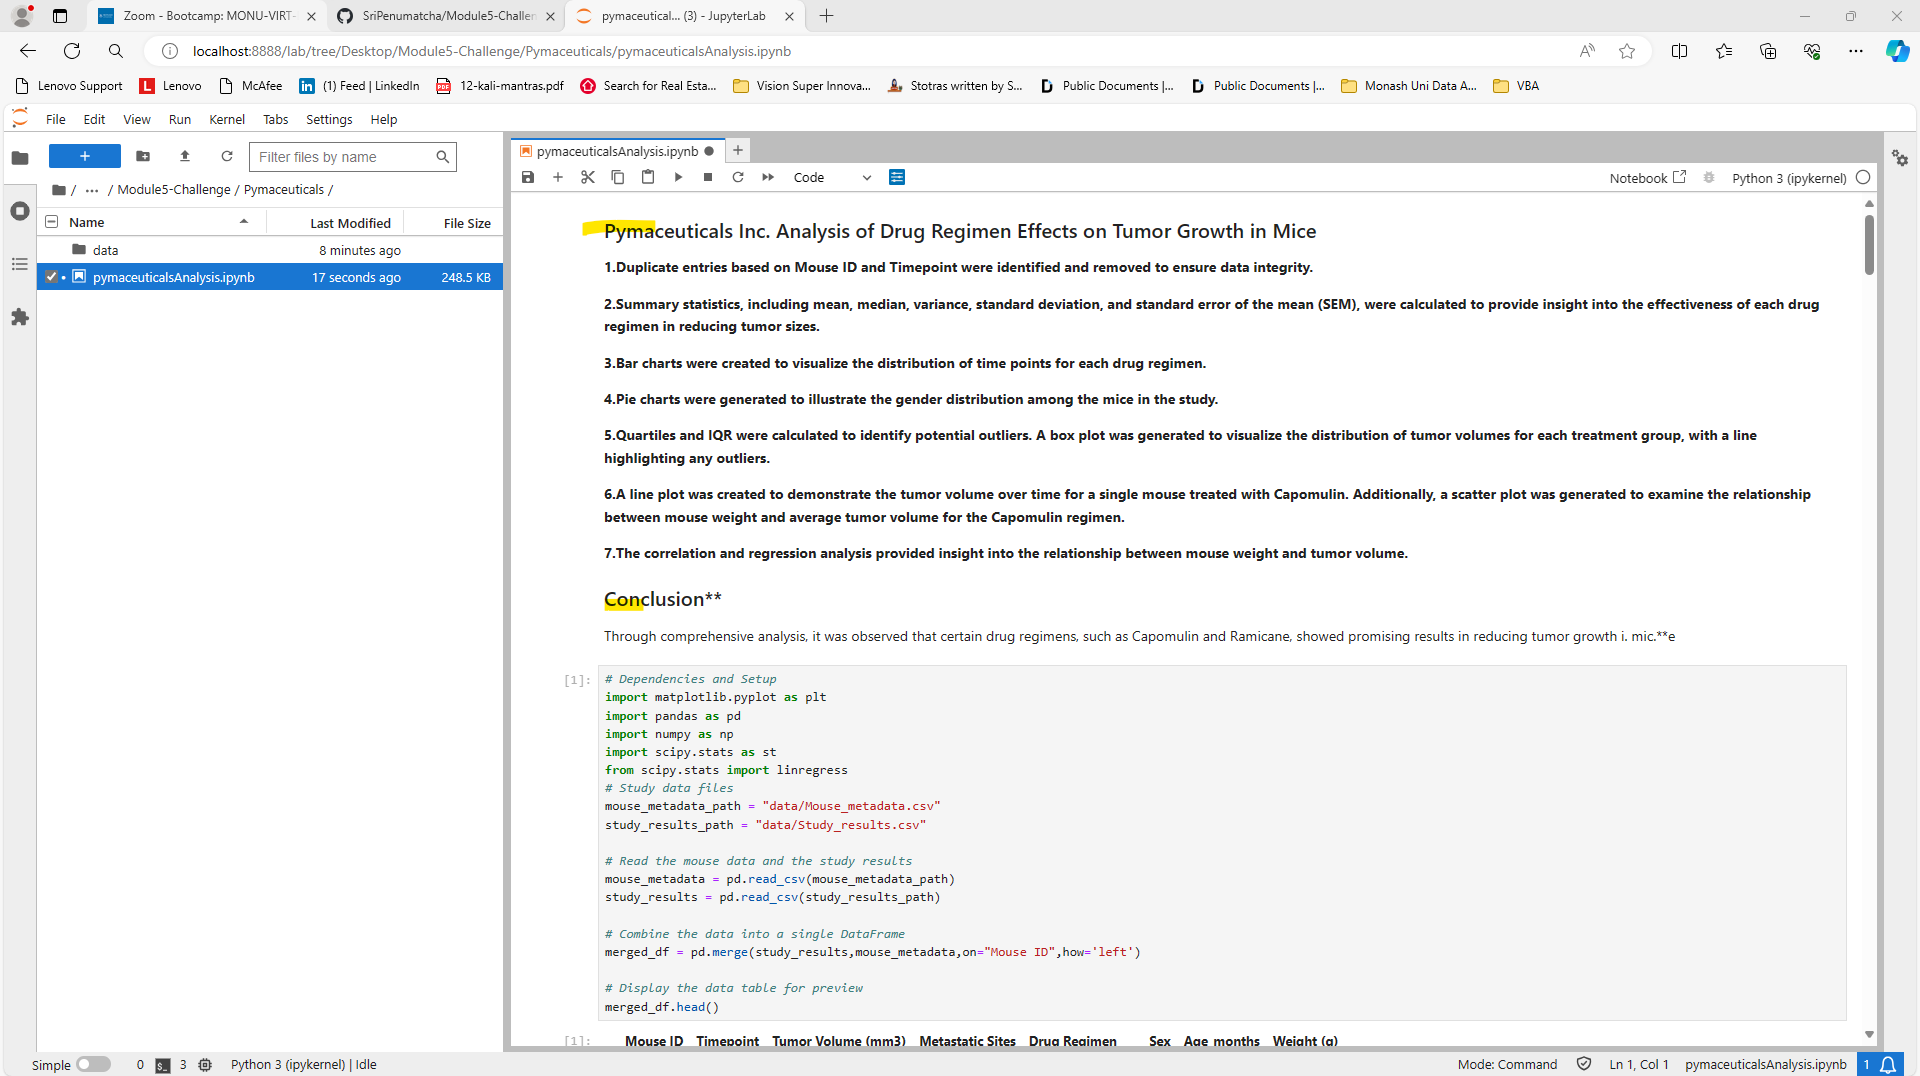 Zoom - Bootcamp: MONU-VIRT-
SriPenumatcha/Module5-Challen
pymaceutical... (3) - JupyterLab
localhost:8888/lab/tree/Desktop/Module5-Challenge/Pymaceuticals/pymaceuticalsAnalysis.ipynb
Lenovo Support
Lenovo
McAfee
(1) Feed | LinkedIn
12-kali-mantras.pdf
Search for Real Esta...
Vision Super Innova...
Stotras written by S...
Public Documents |...
Public Documents |...
Monash Uni Data A...
VBA
File Edit View Run Kernel Tabs Settings Help
Filter files by name
/ ... / Module5-Challenge / Pymaceuticals /
Name Last Modified File Size
data 8 minutes ago
pymaceuticalsAnalysis.ipynb 17 seconds ago 248.5 KB
pymaceuticalsAnalysis.ipynb
Code
Notebook
Python 3 (ipykernel)
Pymaceuticals Inc. Analysis of Drug Regimen Effects on Tumor Growth in Mice
1.Duplicate entries based on Mouse ID and Timepoint were identified and removed to ensure data integrity.
2.Summary statistics, including mean, median, variance, standard deviation, and standard error of the mean (SEM), were calculated to provide insight into the effectiveness of each drug
regimen in reducing tumor sizes.
3.Bar charts were created to visualize the distribution of time points for each drug regimen.
4.Pie charts were generated to illustrate the gender distribution among the mice in the study.
5.Quartiles and IQR were calculated to identify potential outliers. A box plot was generated to visualize the distribution of tumor volumes for each treatment group, with a line
highlighting any outliers.
6.A line plot was created to demonstrate the tumor volume over time for a single mouse treated with Capomulin. Additionally, a scatter plot was generated to examine the relationship
between mouse weight and average tumor volume for the Capomulin regimen.
7.The correlation and regression analysis provided insight into the relationship between mouse weight and tumor volume.
Conclusion**
Through comprehensive analysis, it was observed that certain drug regimens, such as Capomulin and Ramicane, showed promising results in reducing tumor growth i. mic.**e
[1]:
# Dependencies and Setup
import matplotlib.pyplot as plt
import pandas as pd
import numpy as np
import scipy.stats as st
from scipy.stats import linregress
# Study data files
mouse_metadata_path = "data/Mouse_metadata.csv"
study_results_path = "data/Study_results.csv"
# Read the mouse data and the study results
mouse_metadata = pd.read_csv(mouse_metadata_path)
study_results = pd.read_csv(study_results_path)
# Combine the data into a single DataFrame
merged_df = pd.merge(study_results,mouse_metadata,on="Mouse ID",how='left')
# Display the data table for preview
merged_df.head()
[1]:
Mouse ID Timepoint Tumor Volume (mm3) Metastatic Sites Drug Regimen Sex Age_months Weight (g)
Simple 0 3 Python 3 (ipykernel) | Idle
Mode: Command Ln 1, Col 1 pymaceuticalsAnalysis.ipynb 1